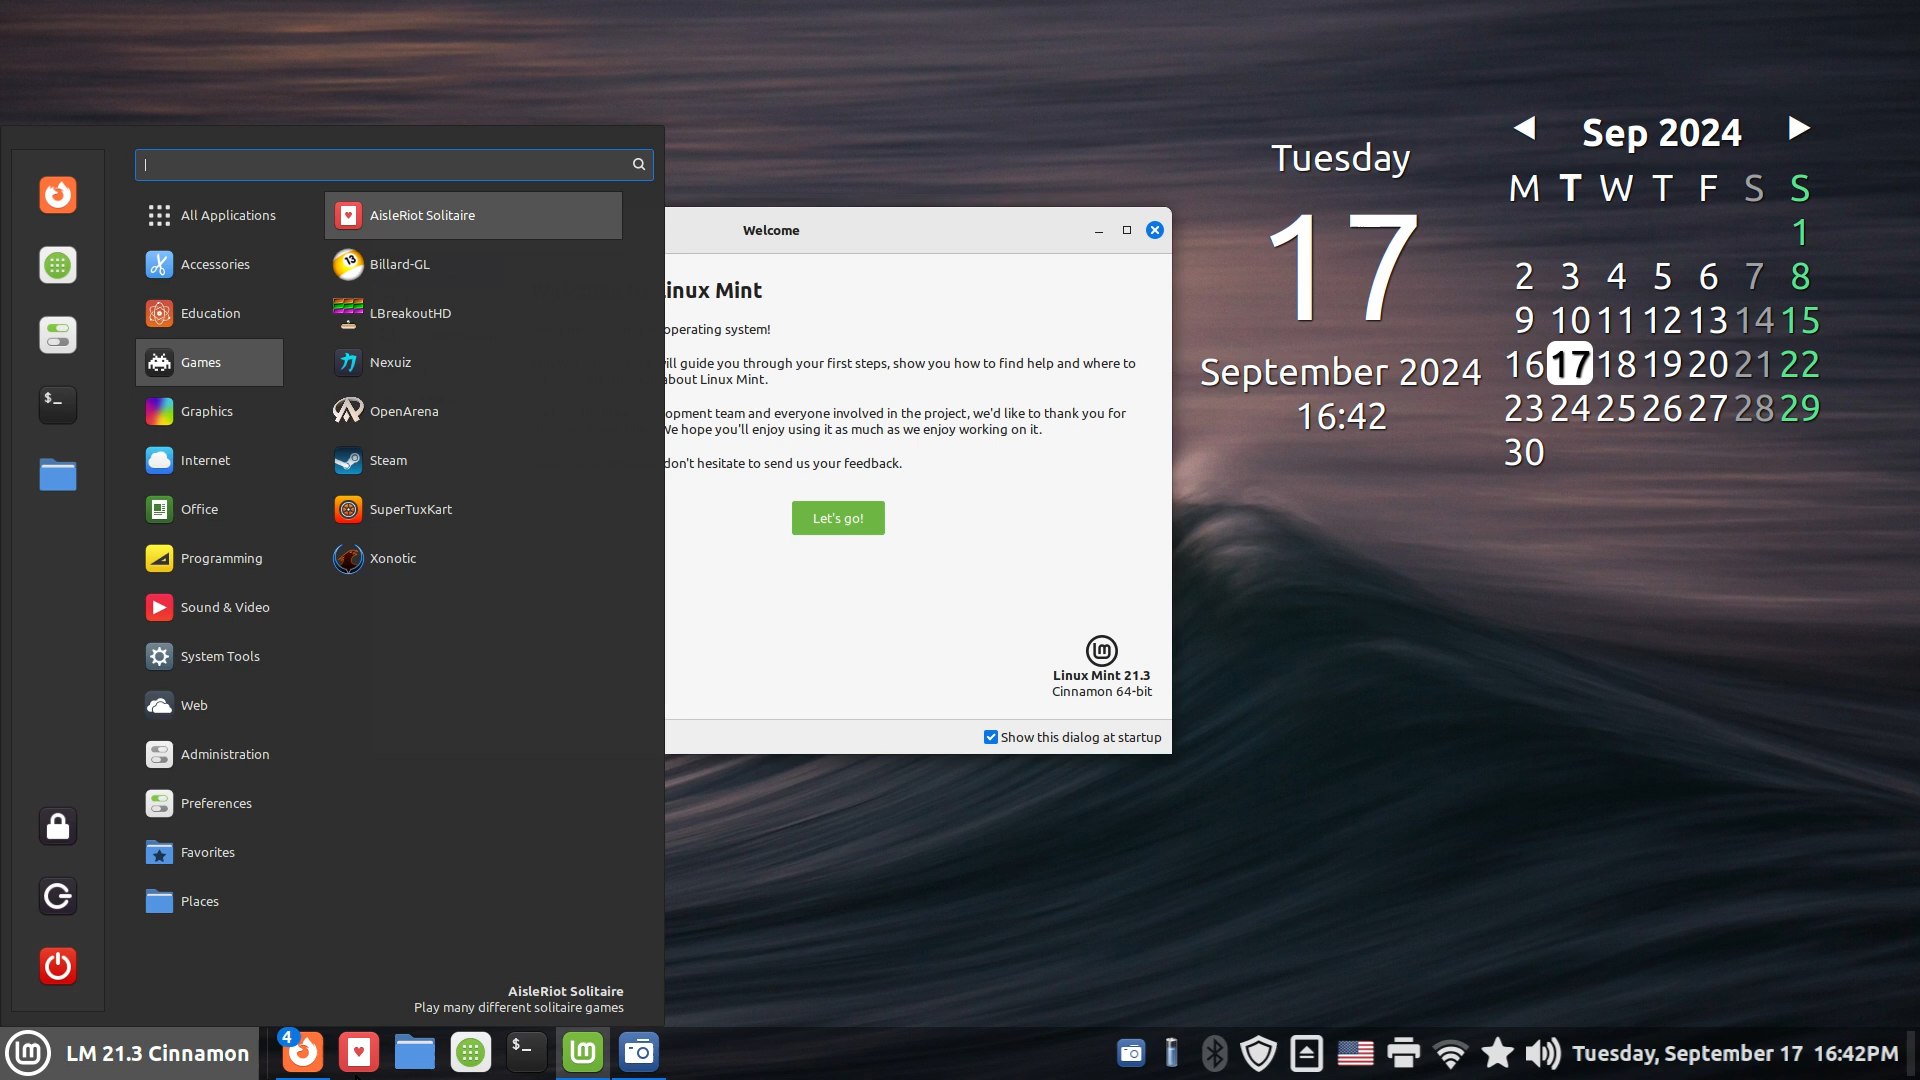 All Applications
Accessories
Education
Games
Graphics
Internet
Office
Programming
Sound & Video
System Tools
Web
Administration
Preferences
Favorites
Places
AisleRiot Solitaire
Billard-GL
LBreakoutHD
Nexuiz
OpenArena
Steam
SuperTuxKart
Xonotic
AisleRiot Solitaire
Play many different solitaire games
Welcome
inux Mint
operating system!
ill guide you through your first steps, show you how to find help and where to
about Linux Mint.
opment team and everyone involved in the project, we'd like to thank you for
We hope you'll enjoy using it as much as we enjoy working on it.
don't hesitate to send us your feedback.
Let's go!
Linux Mint 21.3
Cinnamon 64-bit
Show this dialog at startup
Tuesday
17
September 2024
16:42
Sep 2024
M T W T F S S
1
2 3 4 5 6 7 8
9 10 11 12 13 14 15
16 17 18 19 20 21 22
23 24 25 26 27 28 29
30
LM 21.3 Cinnamon
4
Tuesday, September 17 16:42PM